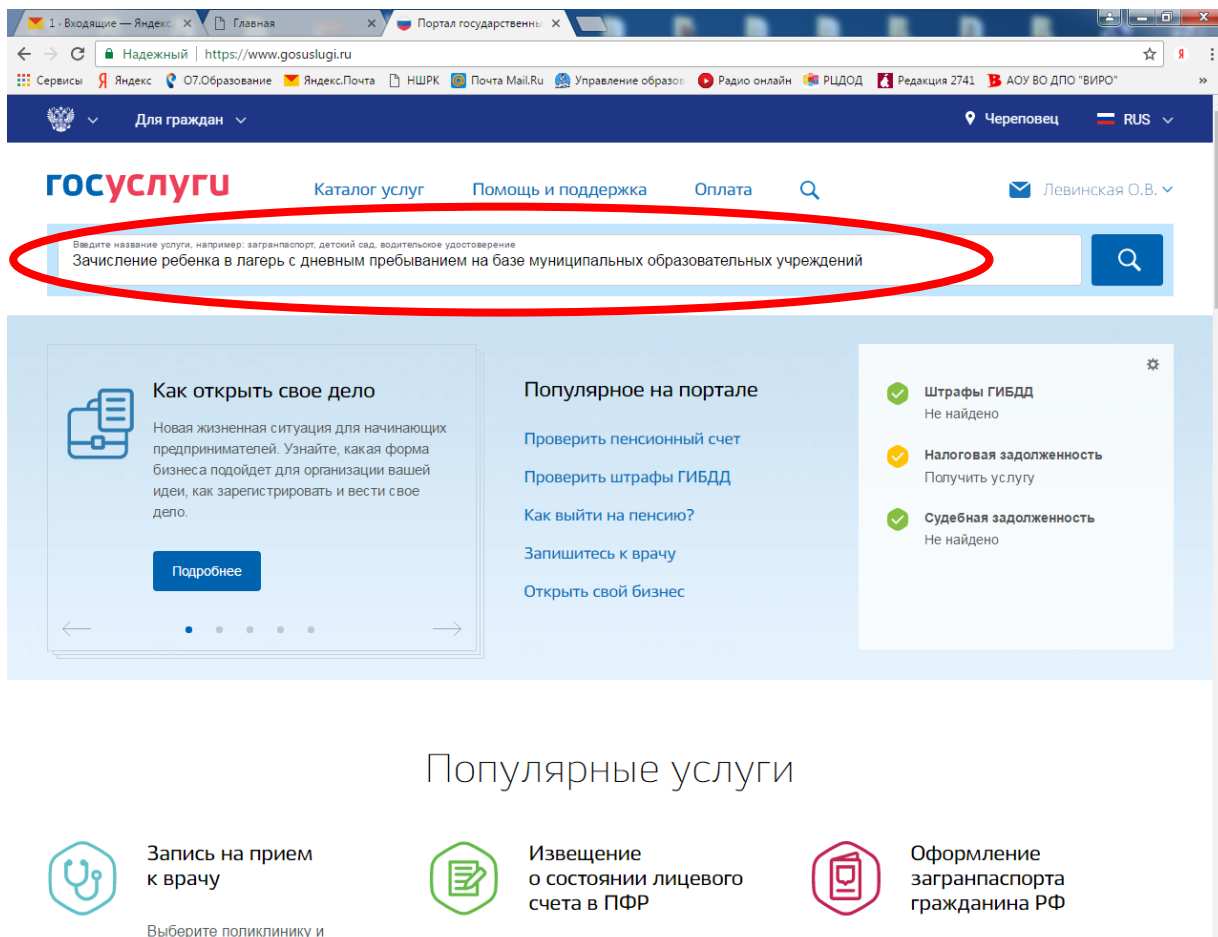 1 · Входящие — Яндекс
Главная
Портал государственны
Надежный
https://www.gosuslugi.ru
Я
Сервисы
Яндекс
О7.Образование
Яндекс.Почта
НШРК
Почта Mail.Ru
Управление образов
Радио онлайн
РЦДОД
Редакция 2741
АОУ ВО ДПО "ВИРО"
»
Для граждан
Череповец
RUS
госуслуги
Каталог услуг
Помощь и поддержка
Оплата
Левинская О.В.
Введите название услуги, например: загранпаспорт, детский сад, водительское удостоверение
Зачисление ребенка в лагерь с дневным пребыванием на базе муниципальных образовательных учреждений
Как открыть свое дело
Новая жизненная ситуация для начинающих
предпринимателей. Узнайте, какая форма
бизнеса подойдет для организации вашей
идеи, как зарегистрировать и вести свое
дело.
Подробнее
Популярное на портале
Проверить пенсионный счет
Проверить штрафы ГИБДД
Как выйти на пенсию?
Запишитесь к врачу
Открыть свой бизнес
Штрафы ГИБДД
Не найдено
Налоговая задолженность
Получить услугу
Судебная задолженность
Не найдено
Популярные услуги
Запись на прием
к врачу
Выберите поликлинику и
Извещение
о состоянии лицевого
счета в ПФР
Оформление
загранпаспорта
гражданина РФ